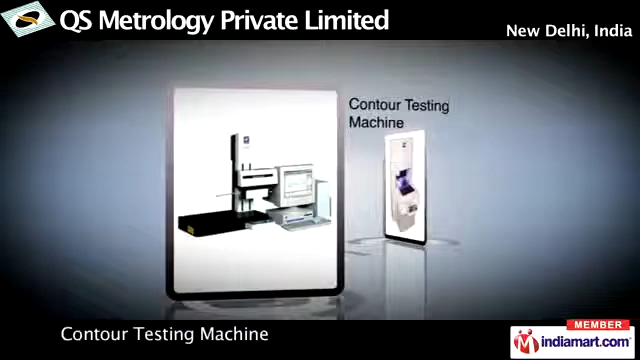 QS Metrology Private Limited
New Delhi, India
Contour Testing
Machine
Contour Testing Machine
MEMBER
indiamart.com